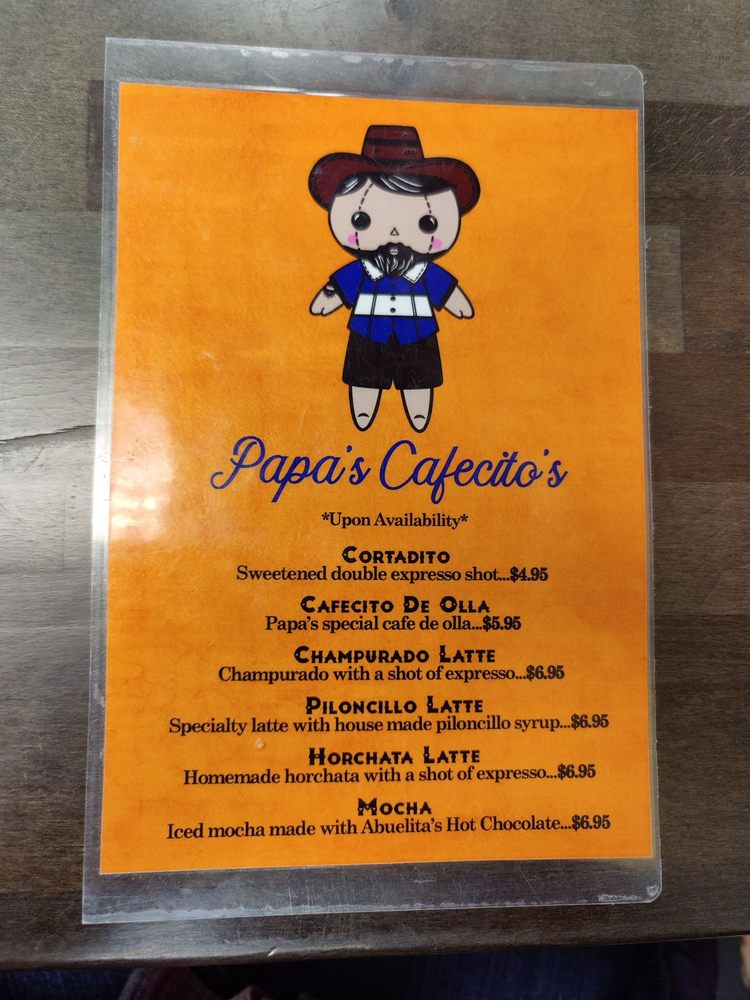 Papa's Cafecito's
*Upon Availability*
Cortadito
Sweetened double expresso shot...$4.95
Cafecito De Olla
Papa's special cafe de olla...$5.95
Champurado Latte
Champurado with a shot of expresso...$6.95
Piloncillo Latte
Specialty latte with house made piloncillo syrup...$6.95
Horchata Latte
Homemade horchata with a shot of expresso...$6.95
Mocha
Iced mocha made with Abuelita's Hot Chocolate...$6.95